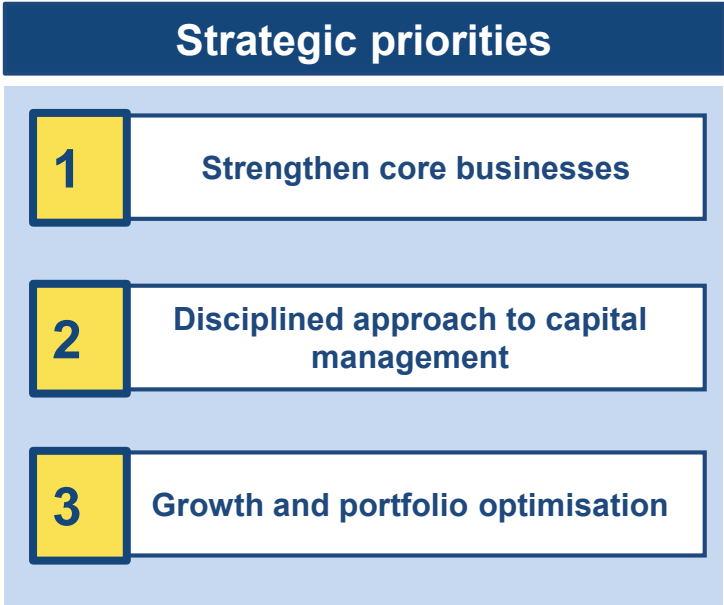 Strategic priorities
1
Strengthen core businesses
2
Disciplined approach to capital
management
3
Growth and portfolio optimisation